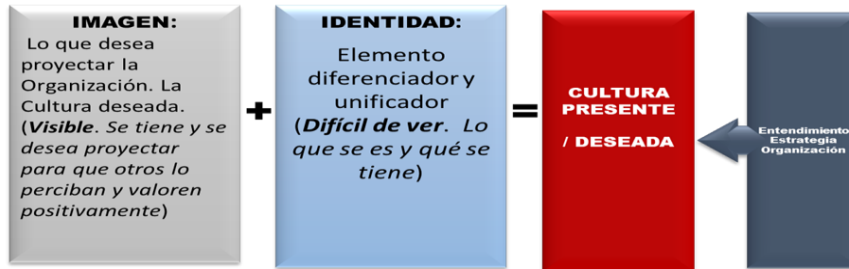 IMAGEN:
Lo que desea
proyectar la
Organización. La
Cultura deseada.
(Visible. Se tiene y se
desea proyectar
para que otros lo
perciban y valoren
positivamente)
+
IDENTIDAD:
Elemento
diferenciador y
unificador
(Difícil de ver. Lo
que se es y qué se
tiene)
=
CULTURA
PRESENTE
/ DESEADA
Entendimiento
Estrategia
Organización